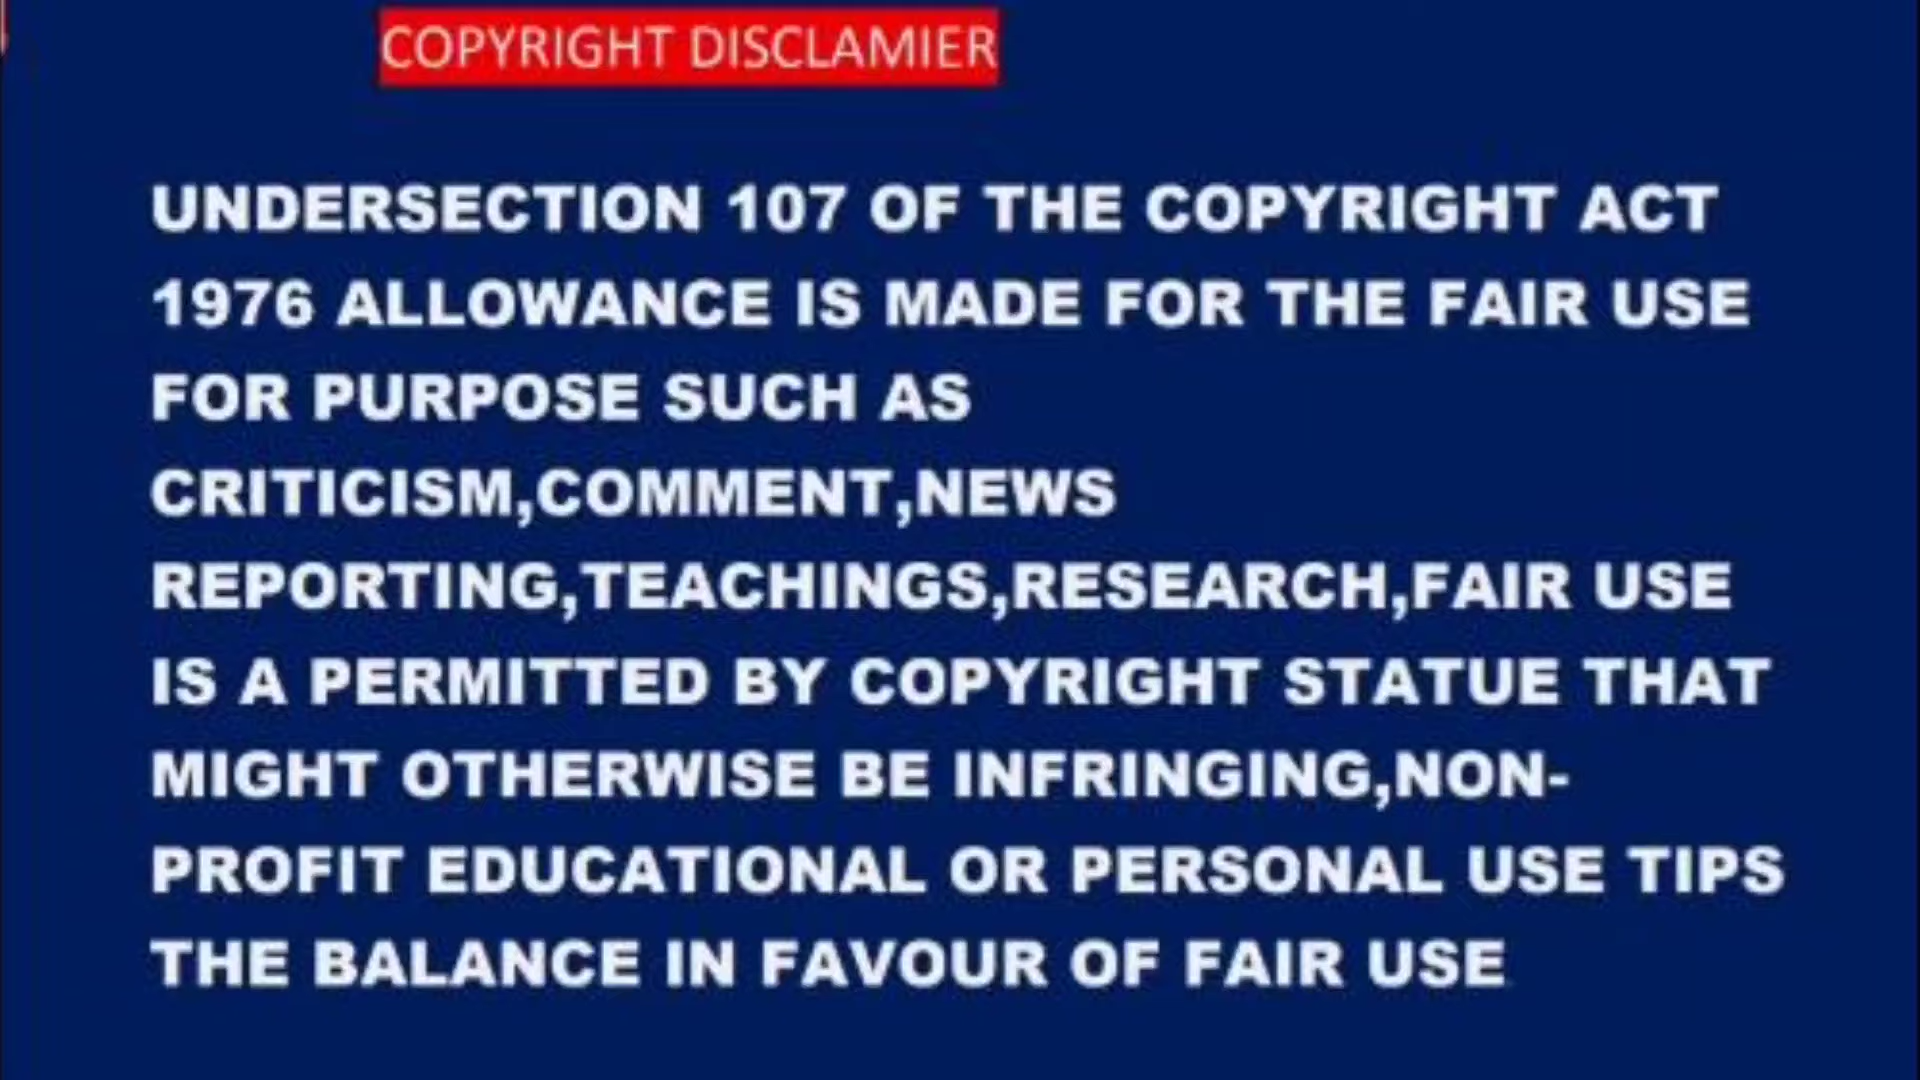 COPYRIGHT DISCLAMIER
UNDERSECTION 107 OF THE COPYRIGHT ACT
1976 ALLOWANCE IS MADE FOR THE FAIR USE
FOR PURPOSE SUCH AS
CRITICISM,COMMENT,NEWS
REPORTING,TEACHINGS,RESEARCH,FAIR USE
IS A PERMITTED BY COPYRIGHT STATUE THAT
MIGHT OTHERWISE BE INFRINGING,NON-
PROFIT EDUCATIONAL OR PERSONAL USE TIPS
THE BALANCE IN FAVOUR OF FAIR USE